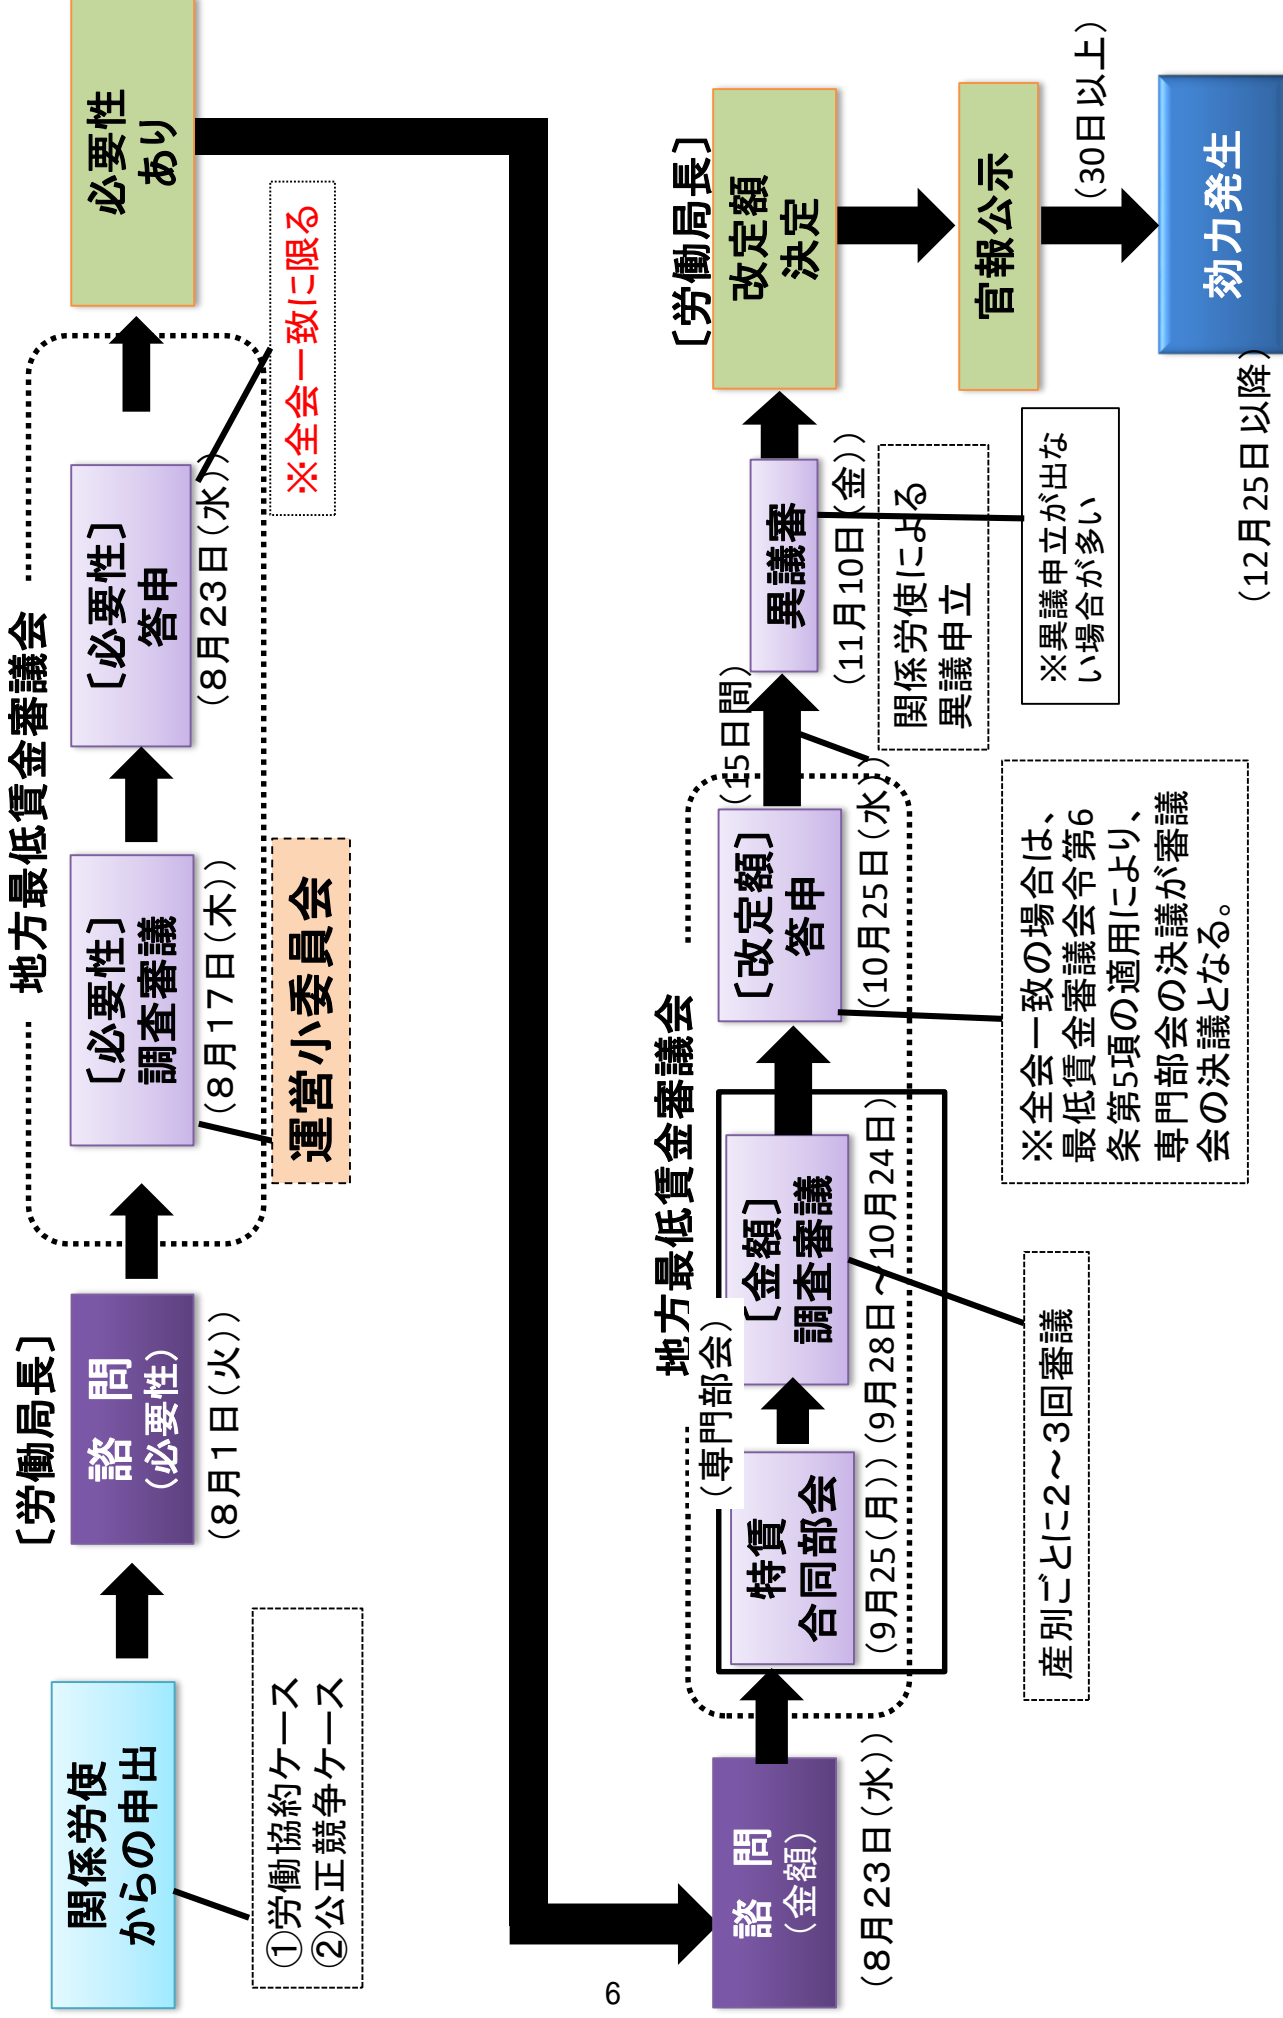 関係労使
からの申出
①労働協約ケース
②公正競争ケース
〔労働局長〕
諮　問
（必要性）
（８月１日（火））
地方最低賃金審議会
〔必要性〕
調査審議
（８月１７日（木））
運営小委員会
〔必要性〕
答申
（８月２３日（水））
※全会一致に限る
必要性
あり
諮　問
（金額）
（８月２３日（水））
地方最低賃金審議会
（専門部会）
特賃
合同部会
（９月25（月））
〔金額〕
調査審議
（９月28日～10月24日）
産別ごとに２～３回審議
〔改定額〕
答申
（10月25日（水））
※全会一致の場合は、
最低賃金審議会令第６
条第５項の適用により、
専門部会の決議が審議
会の決議となる。
（15日間）
関係労使による
異議申立
異議審
（11月10日（金））
※異議申立が出な
い場合が多い
〔労働局長〕
改定額
決定
官報公示
（30日以上）
効力発生
（12月25日以降）
6